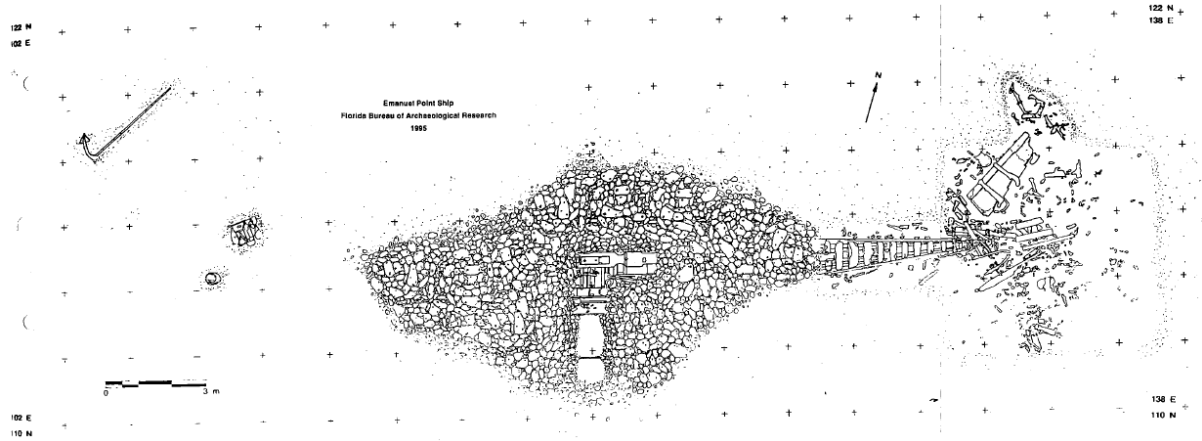 122 N
102 E
122 N
138 E
N
Emanuel Point Ship
Florida Bureau of Archaeological Research
1995
0 3 m
102 E
110 N
138 E
110 N